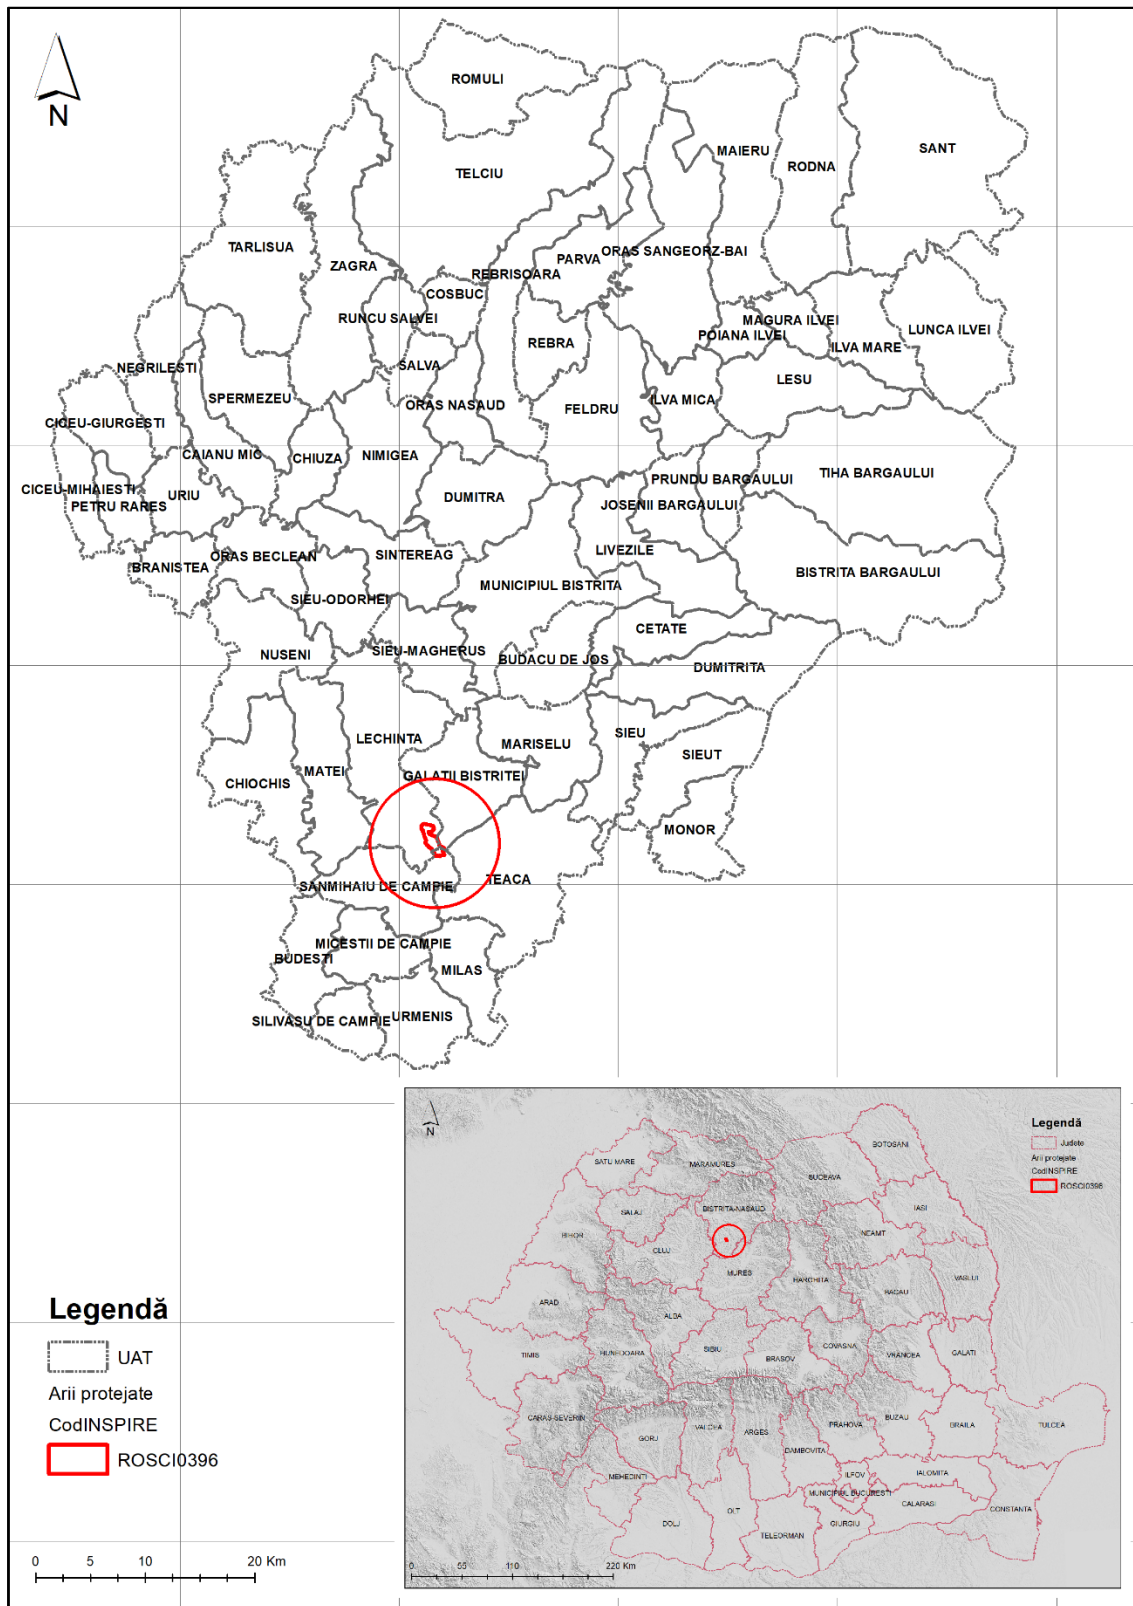 N
ROMULI
MAIERU
SANT
RODNA
TELCIU
TARLISUA
ORAS SANGEORZ-BAI
PARVA
ZAGRA
REBRISOARA
COSBUC
RUNCU SALVEI
MAGURA ILVEI
LUNCA ILVEI
POIANA ILVEI
REBRA
ILVA MARE
SALVA
NEGRILESTI
LESU
SPERMEZEU
ILVA MICA
ORAS NASAUD
FELDRU
CICEU-GIURGESTI
CAIANU MIC
CHIUZA
NIMIGEA
TIHA BARGAULUI
PRUNDU BARGAULUI
CICEU-MIHAIESTI
URIU
DUMITRA
PETRU RARES
JOSENII BARGAULUI
LIVEZILE
ORAS BECLEAN
SINTEREAG
BRANISTEA
BISTRITA BARGAULUI
MUNICIPIUL BISTRITA
SIEU-ODORHEI
CETATE
NUSENI
SIEU-MAGHERUS
BUDACU DE JOS
DUMITRITA
SIEU
LECHINTA
MARISELU
SIEUT
MATEI
GALATII BISTRITEI
CHIOCHIS
MONOR
TEACA
SANMIHAIU DE CAMPIE
MICESTII DE CAMPIE
BUDESTI
MILAS
SILIVASU DE CAMPIE
URMENIS
Legendă
UAT
Arii protejate
CodINSPIRE
ROSCI0396
0 5 10 20 Km
N
Legendă
Judete
Arii protejate
CodINSPIRE
ROSCI0396
BOTOSANI
SATU MARE
MARAMURES
SUCEAVA
BISTRITA-NASAUD
SALAJ
IASI
NEAMT
BIHOR
CLUJ
MURES
HARGHITA
VASLUI
BACAU
ARAD
ALBA
TIMIS
HUNEDOARA
SIBIU
COVASNA
BRASOV
VRANCEA
GALATI
CARAS-SEVERIN
GORJ
VALCEA
ARGES
PRAHOVA
BUZAU
BRAILA
TULCEA
DAMBOVITA
MEHEDINTI
ILFOV
IALOMITA
MUNICIPIUL BUCURESTI
CALARASI
CONSTANTA
OLT
DOLJ
GIURGIU
TELEORMAN
0 55 110 220 Km